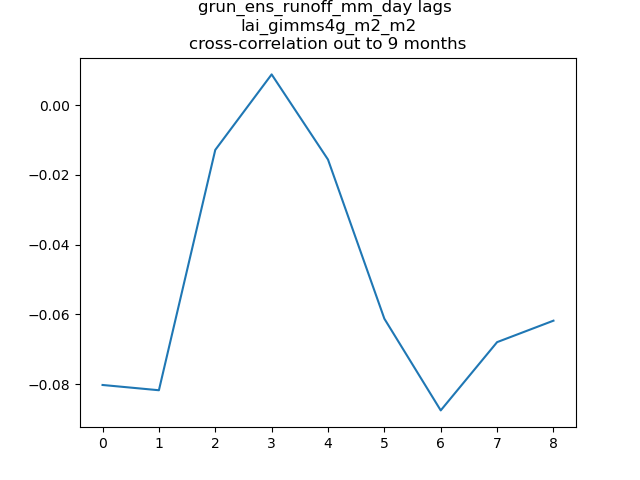 grun_ens_runoff_mm_day lags
lai_gimms4g_m2_m2
cross-correlation out to 9 months
0.00
−0.02
−0.04
−0.06
−0.08
0 1 2 3 4 5 6 7 8